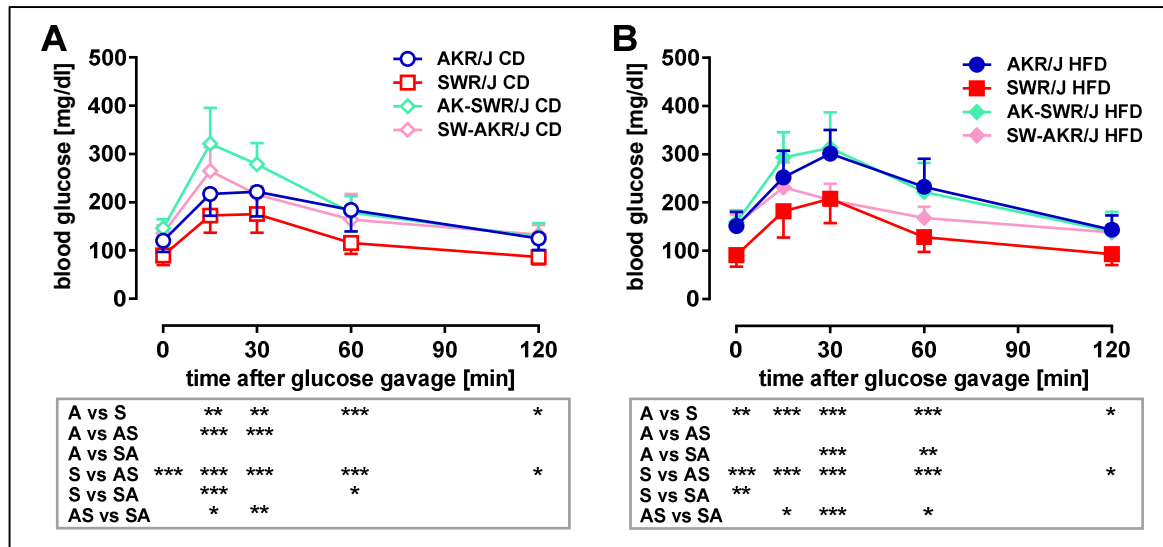 A
B
blood glucose [mg/dl]
500
400
300
200
100
0
AKR/J CD
SWR/J CD
AK-SWR/J CD
SW-AKR/J CD
0 30 60 90 120
time after glucose gavage [min]
A vs S ** ** *** *
A vs AS *** ***
A vs SA
S vs AS *** *** *** *** *
S vs SA *** *
AS vs SA * **
blood glucose [mg/dl]
500
400
300
200
100
0
AKR/J HFD
SWR/J HFD
AK-SWR/J HFD
SW-AKR/J HFD
0 30 60 90 120
time after glucose gavage [min]
A vs S ** *** *** *** *
A vs AS
A vs SA *** **
S vs AS *** *** *** *** *
S vs SA **
AS vs SA * *** *